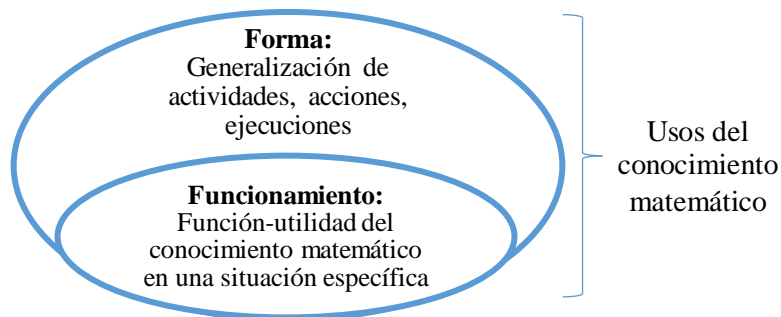 Forma:
Generalización de
actividades, acciones,
ejecuciones
Funcionamiento:
Función-utilidad del
conocimiento matemático
en una situación específica
Usos del
conocimiento
matemático